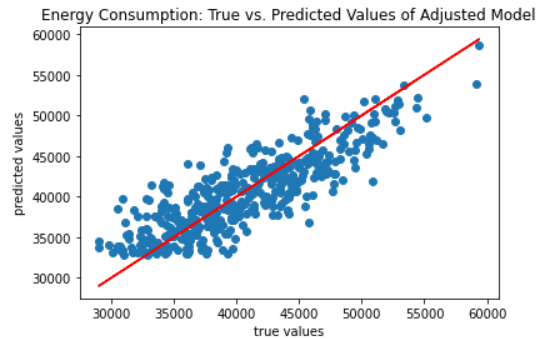 Energy Consumption: True vs. Predicted Values of Adjusted Model
60000
55000
50000
45000
40000
35000
30000
predicted values
30000 35000 40000 45000 50000 55000 60000
true values